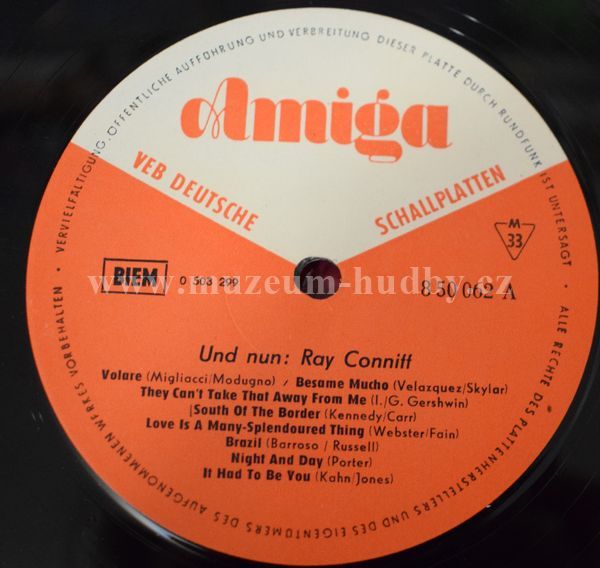 VERVIELFÄLTIGUNG, ÖFFENTLICHE AUFFÜHRUNG UND VERBREITUNG DIESER PLATTE DURCH RUNDFUNK IST UNTERSAGT • ALLE RECHTE DES PLATTENHERSTELLERS UND DES EIGENTÜMERS DES AUFGENOMMENEN WERKES VORBEHALTEN •
Amiga
VEB DEUTSCHE SCHALLPLATTEN
M
33
BIEM 0 503 299
8 50 062 A
www.muzeum-hudby.cz
Und nun: Ray Conniff
Volare (Migliacci/Modugno) / Besame Mucho (Velazquez/Skylar)
They Can't Take That Away From Me (I./G. Gershwin)
South Of The Border (Kennedy/Carr)
Love Is A Many-Splendoured Thing (Webster/Fain)
Brazil (Barroso / Russell)
Night And Day (Porter)
It Had To Be You (Kahn/Jones)